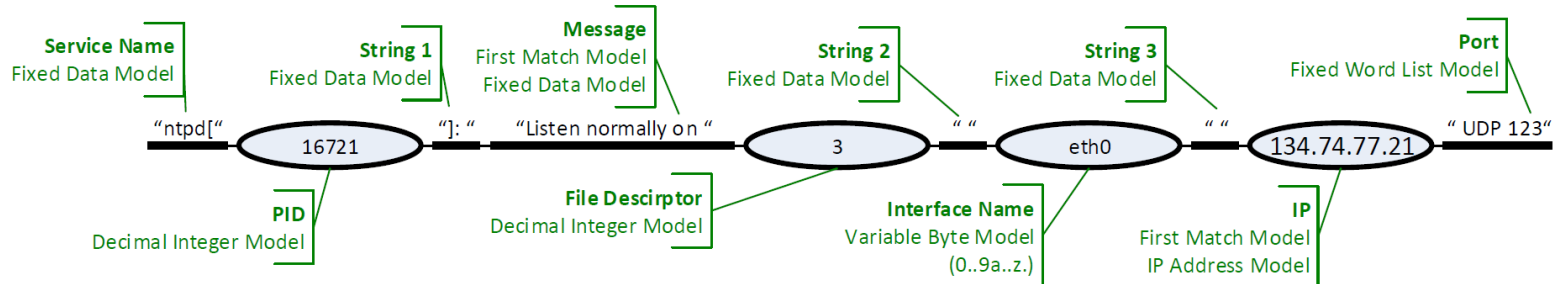 Message
Service Name
String 1
First Match Model
String 2
String 3
Port
Fixed Data Model
Fixed Data Model
Fixed Data Model
Fixed Data Model
Fixed Data Model
Fixed Word List Model
“ntpd[“
“]: “
“Listen normally on “
“ “
“ “
“ UDP 123“
16721
3
eth0
134.74.77.21
PID
Decimal Integer Model
File Descirptor
Decimal Integer Model
Interface Name
Variable Byte Model
(0..9a..z.)
IP
First Match Model
IP Address Model